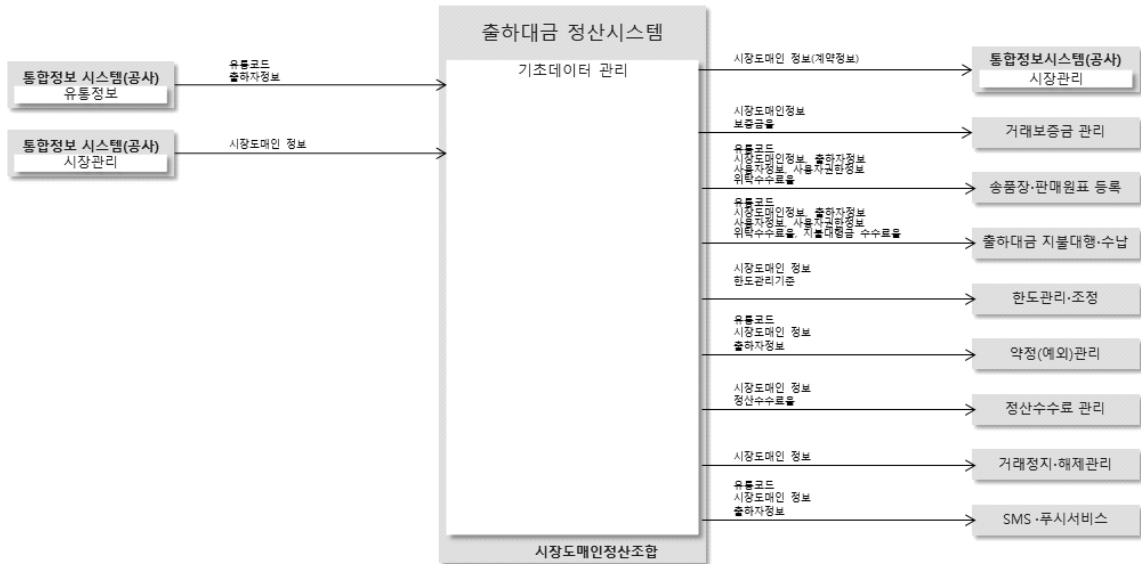 출하대금 정산시스템
기초데이터 관리
시장도매인정산조합
통합정보 시스템(공사)
유통정보
유통코드
출하자정보
통합정보 시스템(공사)
시장관리
시장도매인 정보
시장도매인 정보(계약정보)
통합정보시스템(공사)
시장관리
시장도매인정보
보증금율
거래보증금 관리
유통코드
시장도매인정보, 출하자정보
사용자정보, 사용자권한정보
위탁수수료율
송품장·판매원표 등록
유통코드
시장도매인정보, 출하자정보
사용자정보, 사용자권한정보
위탁수수료율, 지불대행금 수수료율
출하대금 지불대행·수납
시장도매인 정보
한도관리기준
한도관리·조정
유통코드
시장도매인 정보
출하자정보
약정(예외)관리
시장도매인 정보
정산수수료율
정산수수료 관리
시장도매인 정보
거래정지·해제관리
유통코드
시장도매인 정보
출하자정보
SMS ·푸시서비스